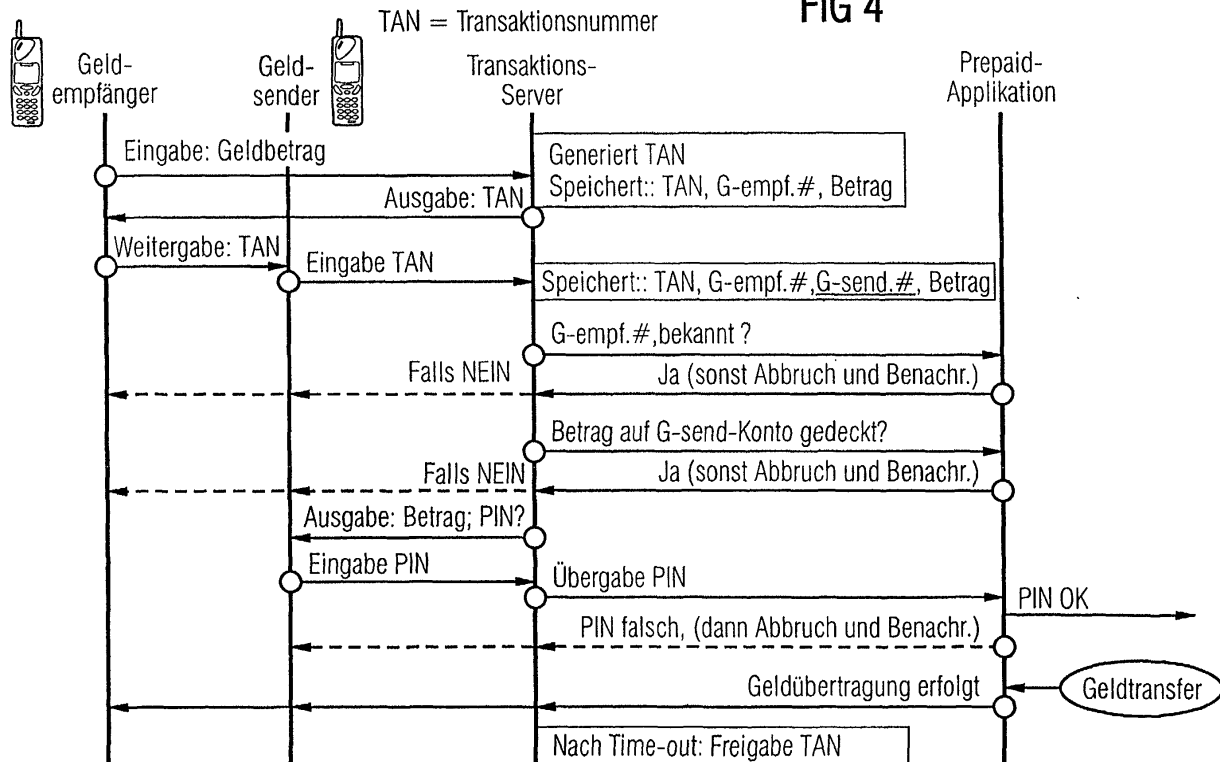 FIG 4
TAN = Transaktionsnummer
Geld-
empfänger
Geld-
sender
Transaktions-
Server
Prepaid-
Applikation
Eingabe: Geldbetrag
Generiert TAN
Speichert:: TAN, G-empf.#, Betrag
Ausgabe: TAN
Weitergabe: TAN
Eingabe TAN
Speichert:: TAN, G-empf.#,G-send.#, Betrag
G-empf.#,bekannt ?
Falls NEIN
Ja (sonst Abbruch und Benachr.)
Betrag auf G-send-Konto gedeckt?
Falls NEIN
Ja (sonst Abbruch und Benachr.)
Ausgabe: Betrag; PIN?
Eingabe PIN
Übergabe PIN
PIN OK
PIN falsch, (dann Abbruch und Benachr.)
Geldübertragung erfolgt
Geldtransfer
Nach Time-out: Freigabe TAN